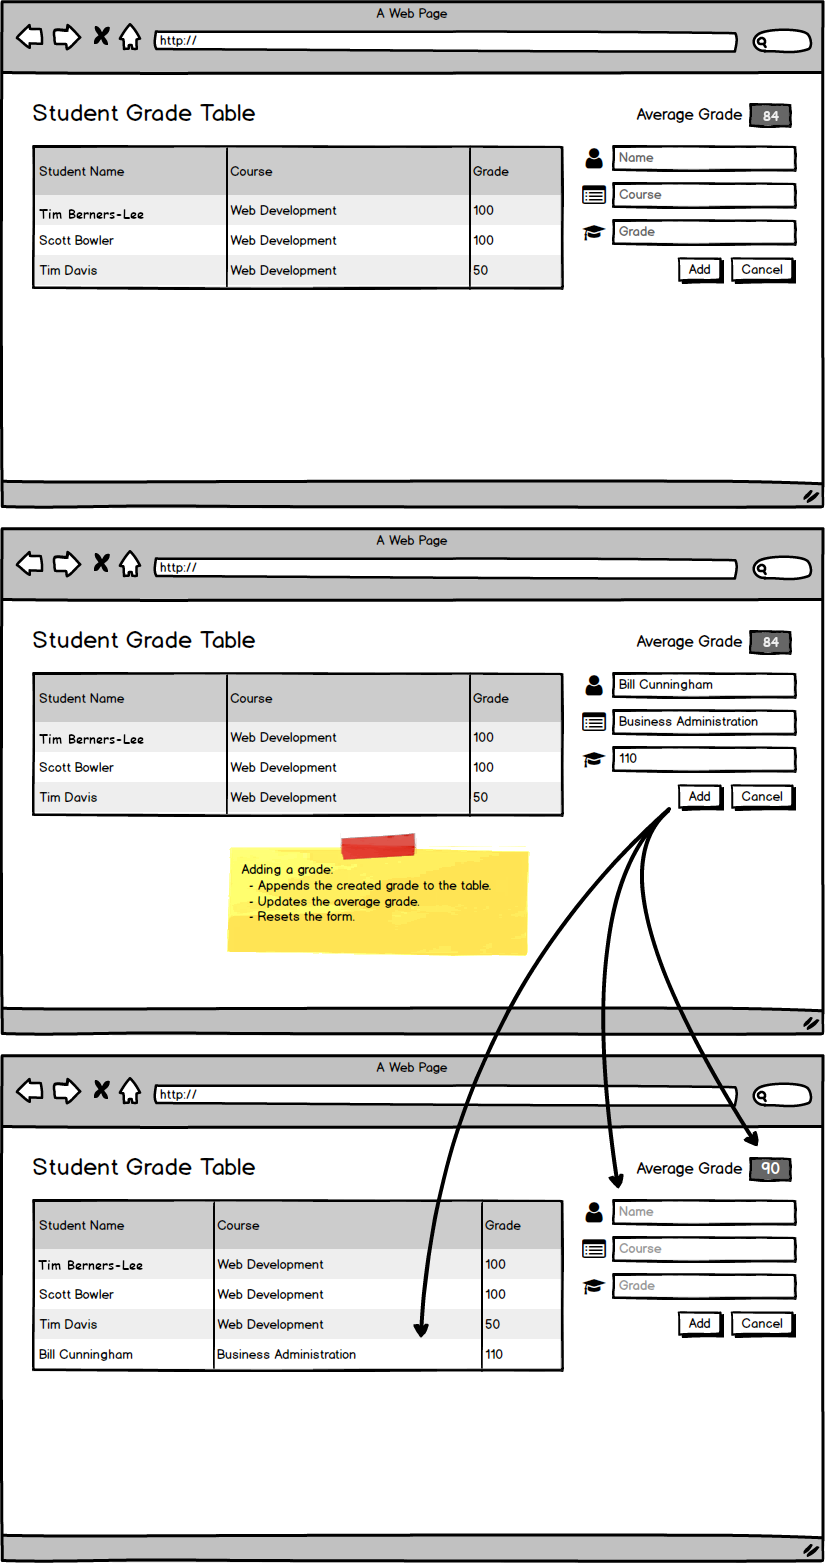 A Web Page
http://
Student Grade Table
Average Grade 84
Student Name Course Grade
Tim Berners-Lee Web Development 100
Scott Bowler Web Development 100
Tim Davis Web Development 50
Name
Course
Grade
Add Cancel
A Web Page
http://
Student Grade Table
Average Grade 84
Student Name Course Grade
Tim Berners-Lee Web Development 100
Scott Bowler Web Development 100
Tim Davis Web Development 50
Bill Cunningham
Business Administration
110
Add Cancel
Adding a grade:
- Appends the created grade to the table.
- Updates the average grade.
- Resets the form.
A Web Page
http://
Student Grade Table
Average Grade 90
Student Name Course Grade
Tim Berners-Lee Web Development 100
Scott Bowler Web Development 100
Tim Davis Web Development 50
Bill Cunningham Business Administration 110
Name
Course
Grade
Add Cancel